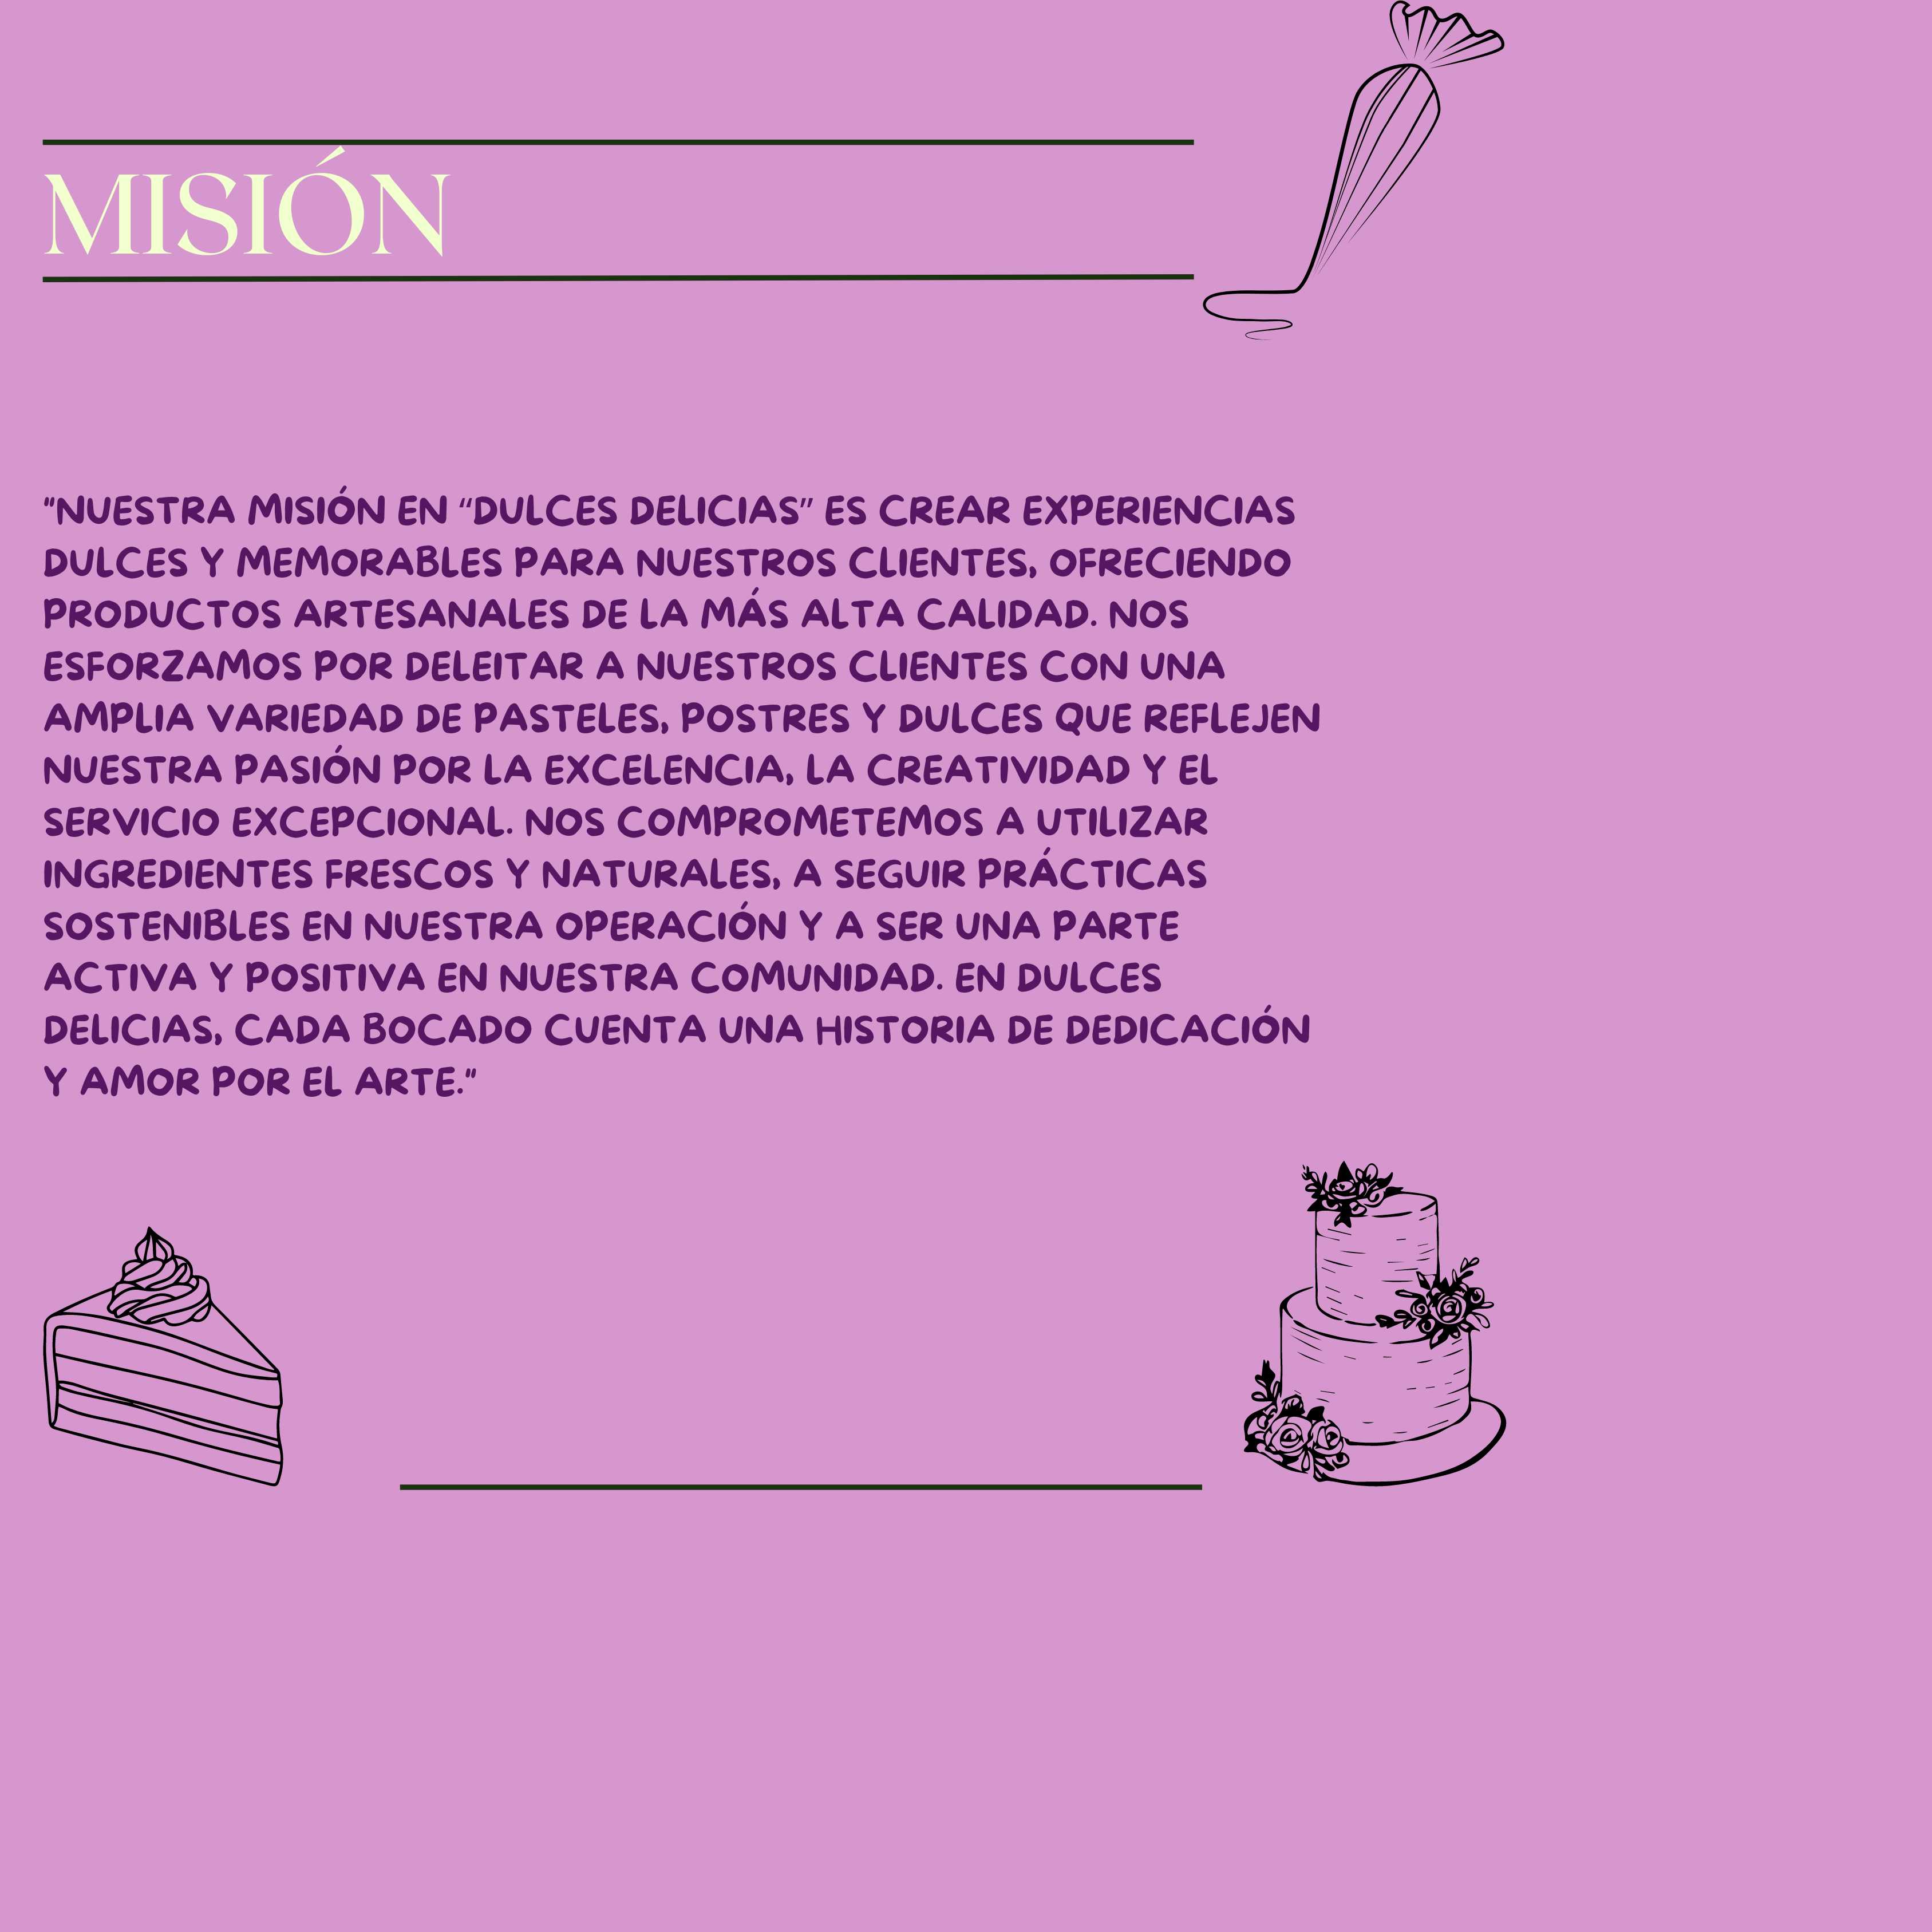 MISIÓN
"NUESTRA MISIÓN EN “DULCES DELICIAS” ES CREAR EXPERIENCIAS
DULCES Y MEMORABLES PARA NUESTROS CLIENTES, OFRECIENDO
PRODUCTOS ARTESANALES DE LA MÁS ALTA CALIDAD. NOS
ESFORZAMOS POR DELEITAR A NUESTROS CLIENTES CON UNA
AMPLIA VARIEDAD DE PASTELES, POSTRES Y DULCES QUE REFLEJEN
NUESTRA PASIÓN POR LA EXCELENCIA, LA CREATIVIDAD Y EL
SERVICIO EXCEPCIONAL. NOS COMPROMETEMOS A UTILIZAR
INGREDIENTES FRESCOS Y NATURALES, A SEGUIR PRÁCTICAS
SOSTENIBLES EN NUESTRA OPERACIÓN Y A SER UNA PARTE
ACTIVA Y POSITIVA EN NUESTRA COMUNIDAD. EN DULCES
DELICIAS, CADA BOCADO CUENTA UNA HISTORIA DE DEDICACIÓN
Y AMOR POR EL ARTE."